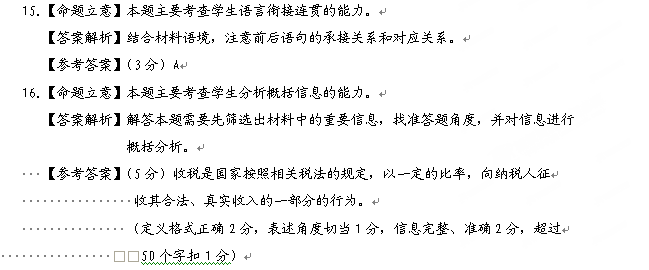 15.【命题立意】本题主要考查学生语言衔接连贯的能力。
【答案解析】结合材料语境，注意前后语句的承接关系和对应关系。
【参考答案】（3分）A
16.【命题立意】本题主要考查学生分析概括信息的能力。
【答案解析】解答本题需要先筛选出材料中的重要信息，找准答题角度，并对信息进行
概括分析。
【参考答案】（5分）收税是国家按照相关税法的规定，以一定的比率，向纳税人征
收其合法、真实收入的一部分的行为。
（定义格式正确2分，表述角度切当1分，信息完整、准确2分，超过
50个字扣1分）